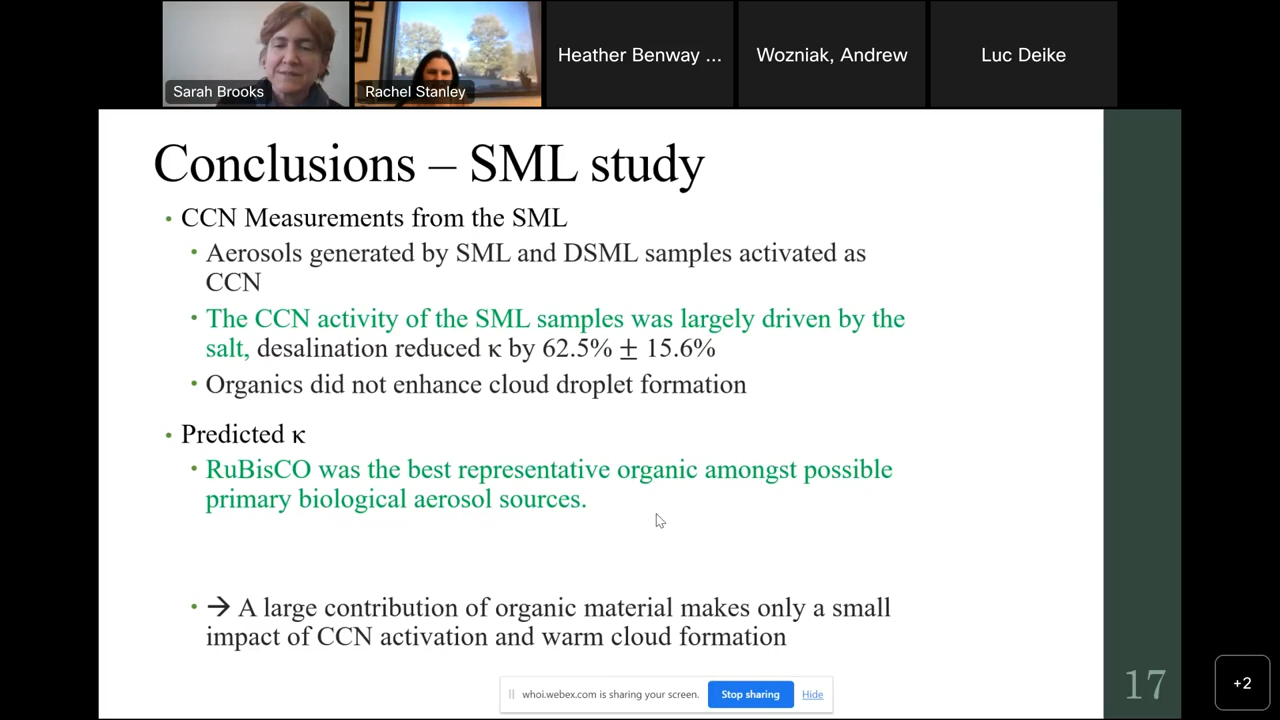 Sarah Brooks
Rachel Stanley
Heather Benway ...
Wozniak, Andrew
Luc Deike
Conclusions – SML study
• CCN Measurements from the SML
• Aerosols generated by SML and DSML samples activated as
CCN
• The CCN activity of the SML samples was largely driven by the
salt, desalination reduced κ by 62.5% ± 15.6%
• Organics did not enhance cloud droplet formation
• Predicted κ
• RuBisCO was the best representative organic amongst possible
primary biological aerosol sources.
• → A large contribution of organic material makes only a small
impact of CCN activation and warm cloud formation
whoi.webex.com is sharing your screen.
Stop sharing
Hide
17
+2